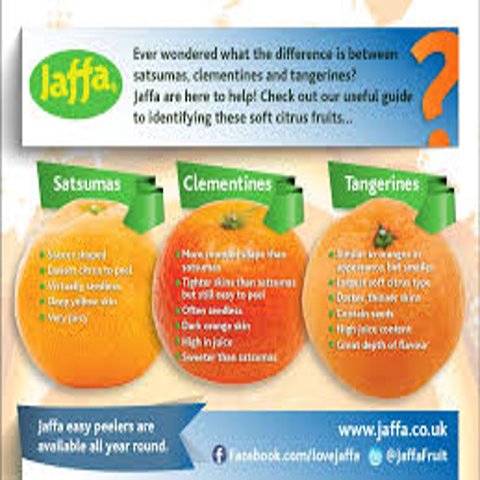 Jaffa
Ever wondered what the difference is between
satsumas, clementines and tangerines?
Jaffa are here to help! Check out our useful guide
to identifying these soft citrus fruits...
?
Satsumas
Saucer shaped
Easiest citrus to peel
Virtually seedless
Deep yellow skin
Very juicy
Clementines
More rounded shape than
satsumas
Tighter skins than satsumas
but still easy to peel
Often seedless
Dark orange skin
High in juice
Sweeter than satsumas
Tangerines
Similar to oranges in
appearance, but smaller
Largest soft citrus type
Darker, thinner skins
Contain seeds
High juice content
Great depth of flavour
Jaffa easy peelers are
available all year round.
www.jaffa.co.uk
Facebook.com/lovejaffa
@JaffaFruit